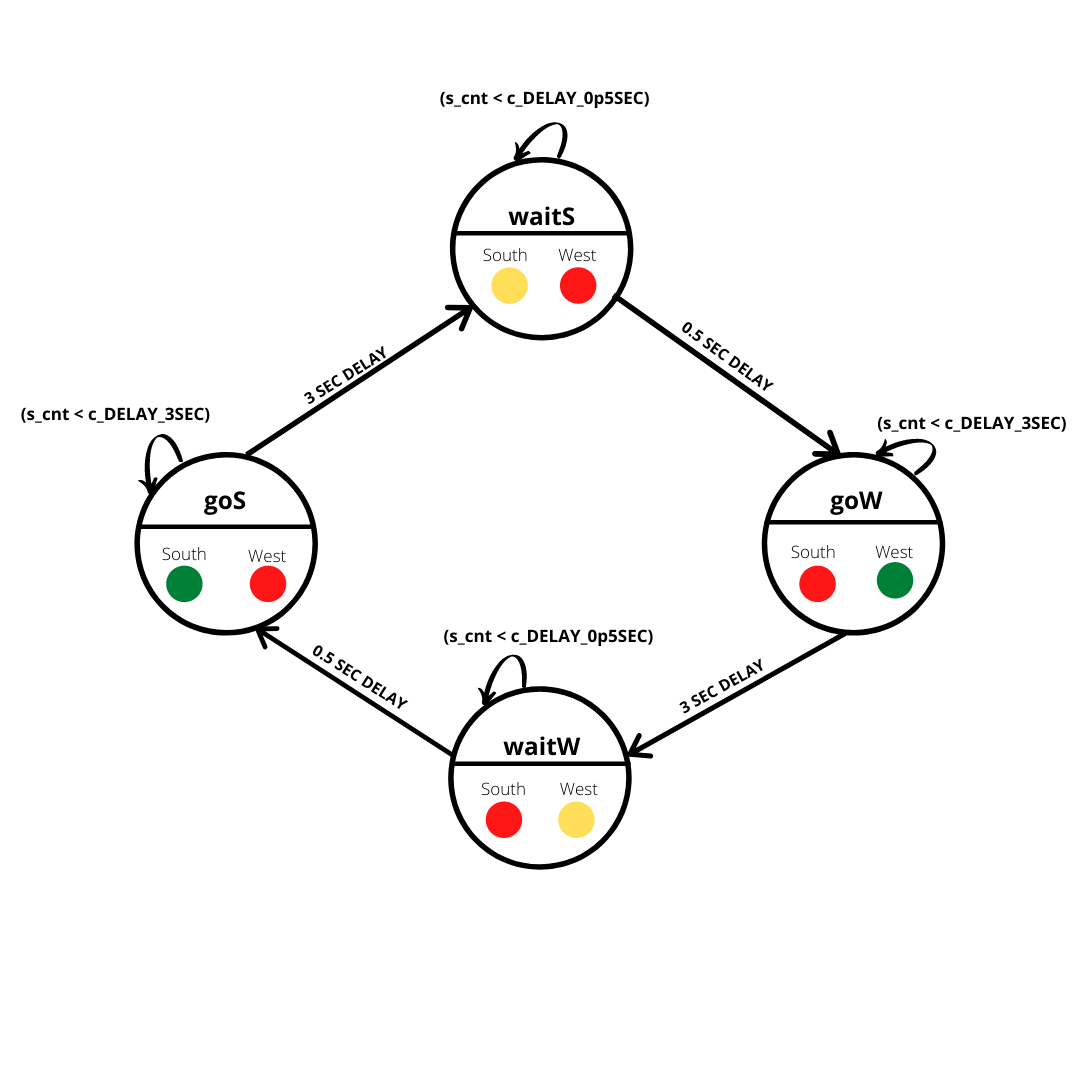 (s_cnt < c_DELAY_0p5SEC)
waitS
South West
3 SEC DELAY
0.5 SEC DELAY
(s_cnt < c_DELAY_3SEC)
goS
South West
(s_cnt < c_DELAY_3SEC)
goW
South West
0.5 SEC DELAY
3 SEC DELAY
(s_cnt < c_DELAY_0p5SEC)
waitW
South West